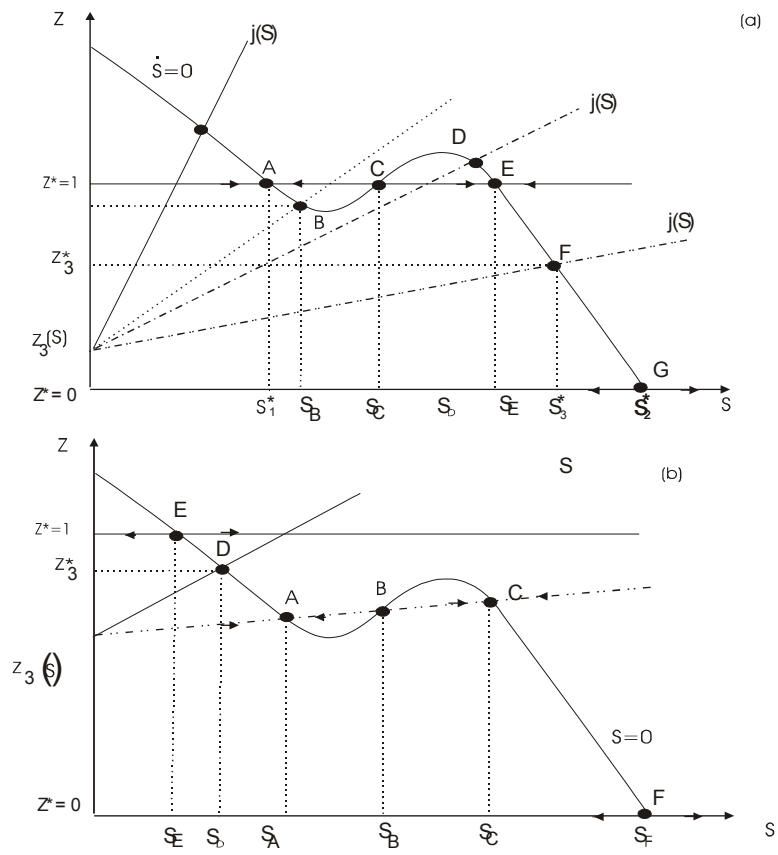 Z
(a)
j(S)
Ṡ=0
j(S)
D
A
C
E
Z*=1
B
j(S)
Z*3
F
Z3(S)
G
Z*=0
S*1 SB SC SD SE S*3 S*2 S
Z
S
(b)
E
Z*=1
D
Z*3
A
B
C
Z3(S)
S=0
F
Z*=0
SE SD SA SB SC SF S